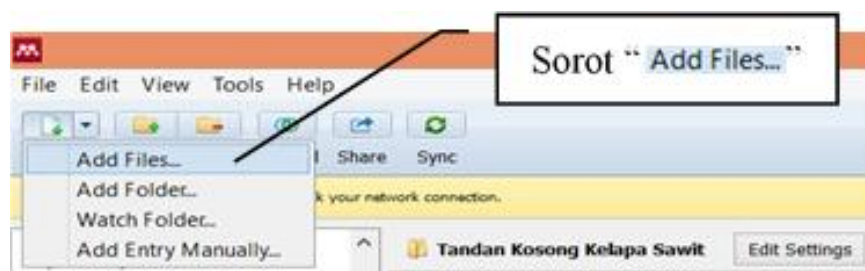 Sorot “ Add Files... ”
File Edit View Tools Help
Share Sync
Add Files...
Add Folder...
k your network connection.
Watch Folder...
Add Entry Manually...
Tandan Kosong Kelapa Sawit Edit Settings